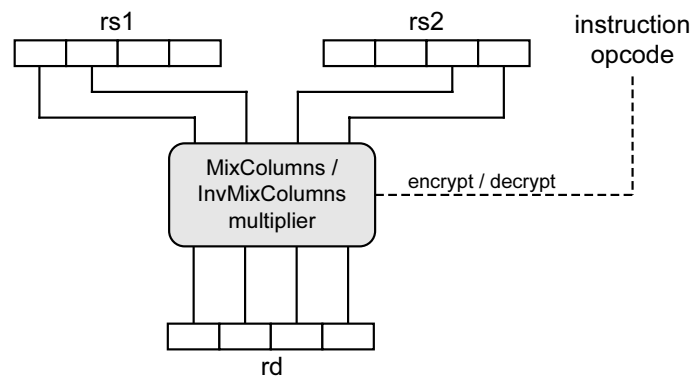 rs1
rs2
instruction
opcode
MixColumns /
InvMixColumns
multiplier
encrypt / decrypt
rd